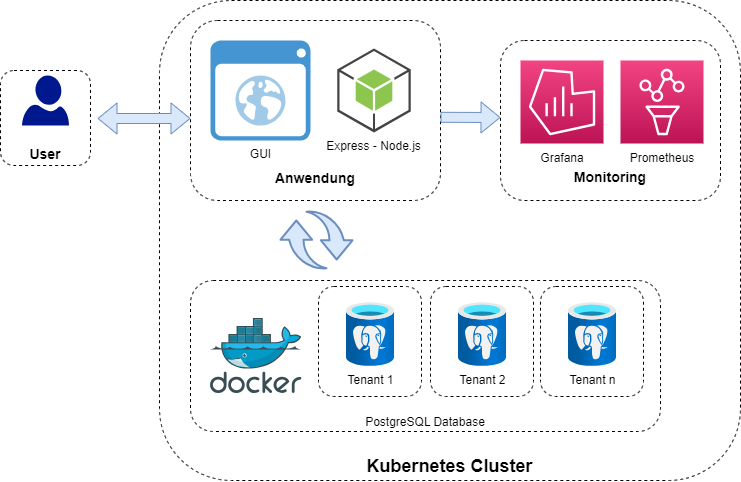 User
GUI
Express - Node.js
Anwendung
Grafana
Prometheus
Monitoring
docker
Tenant 1
Tenant 2
Tenant n
PostgreSQL Database
Kubernetes Cluster